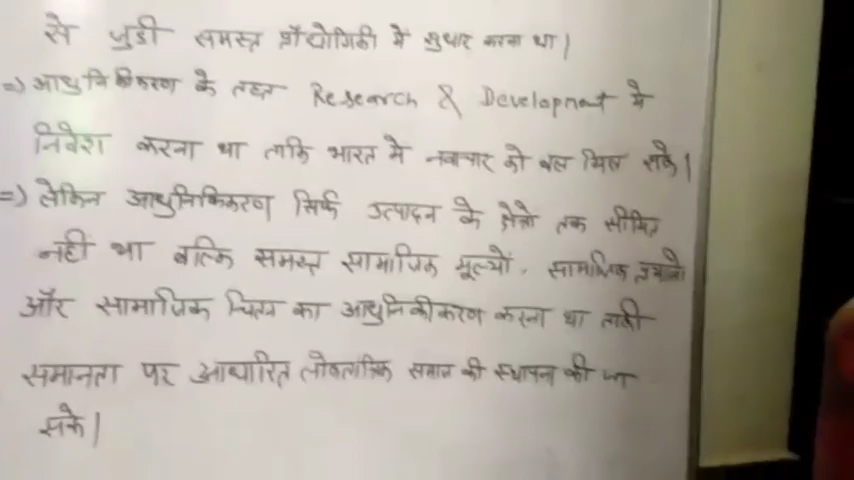 से जुडी समस्त प्रौद्योगिकी मे सुधार करना था।
=) आधुनिकिकरण के तहत Research & Development मे
निवेश करना था ताकि भारत मे नवाचार को बल मिल सके।
=) लेकिन आधुनिकिकरण सिर्फ उत्पादन के क्षेत्रो तक सीमित
नही था बल्कि समस्त सामाजिक मूल्यों, सामाजिक
और सामाजिक चिंतन का आधुनिकीकरण करना था ताकी
समानता पर आधारित लोकतांत्रिक समाज की स्थापना की जा
सके।